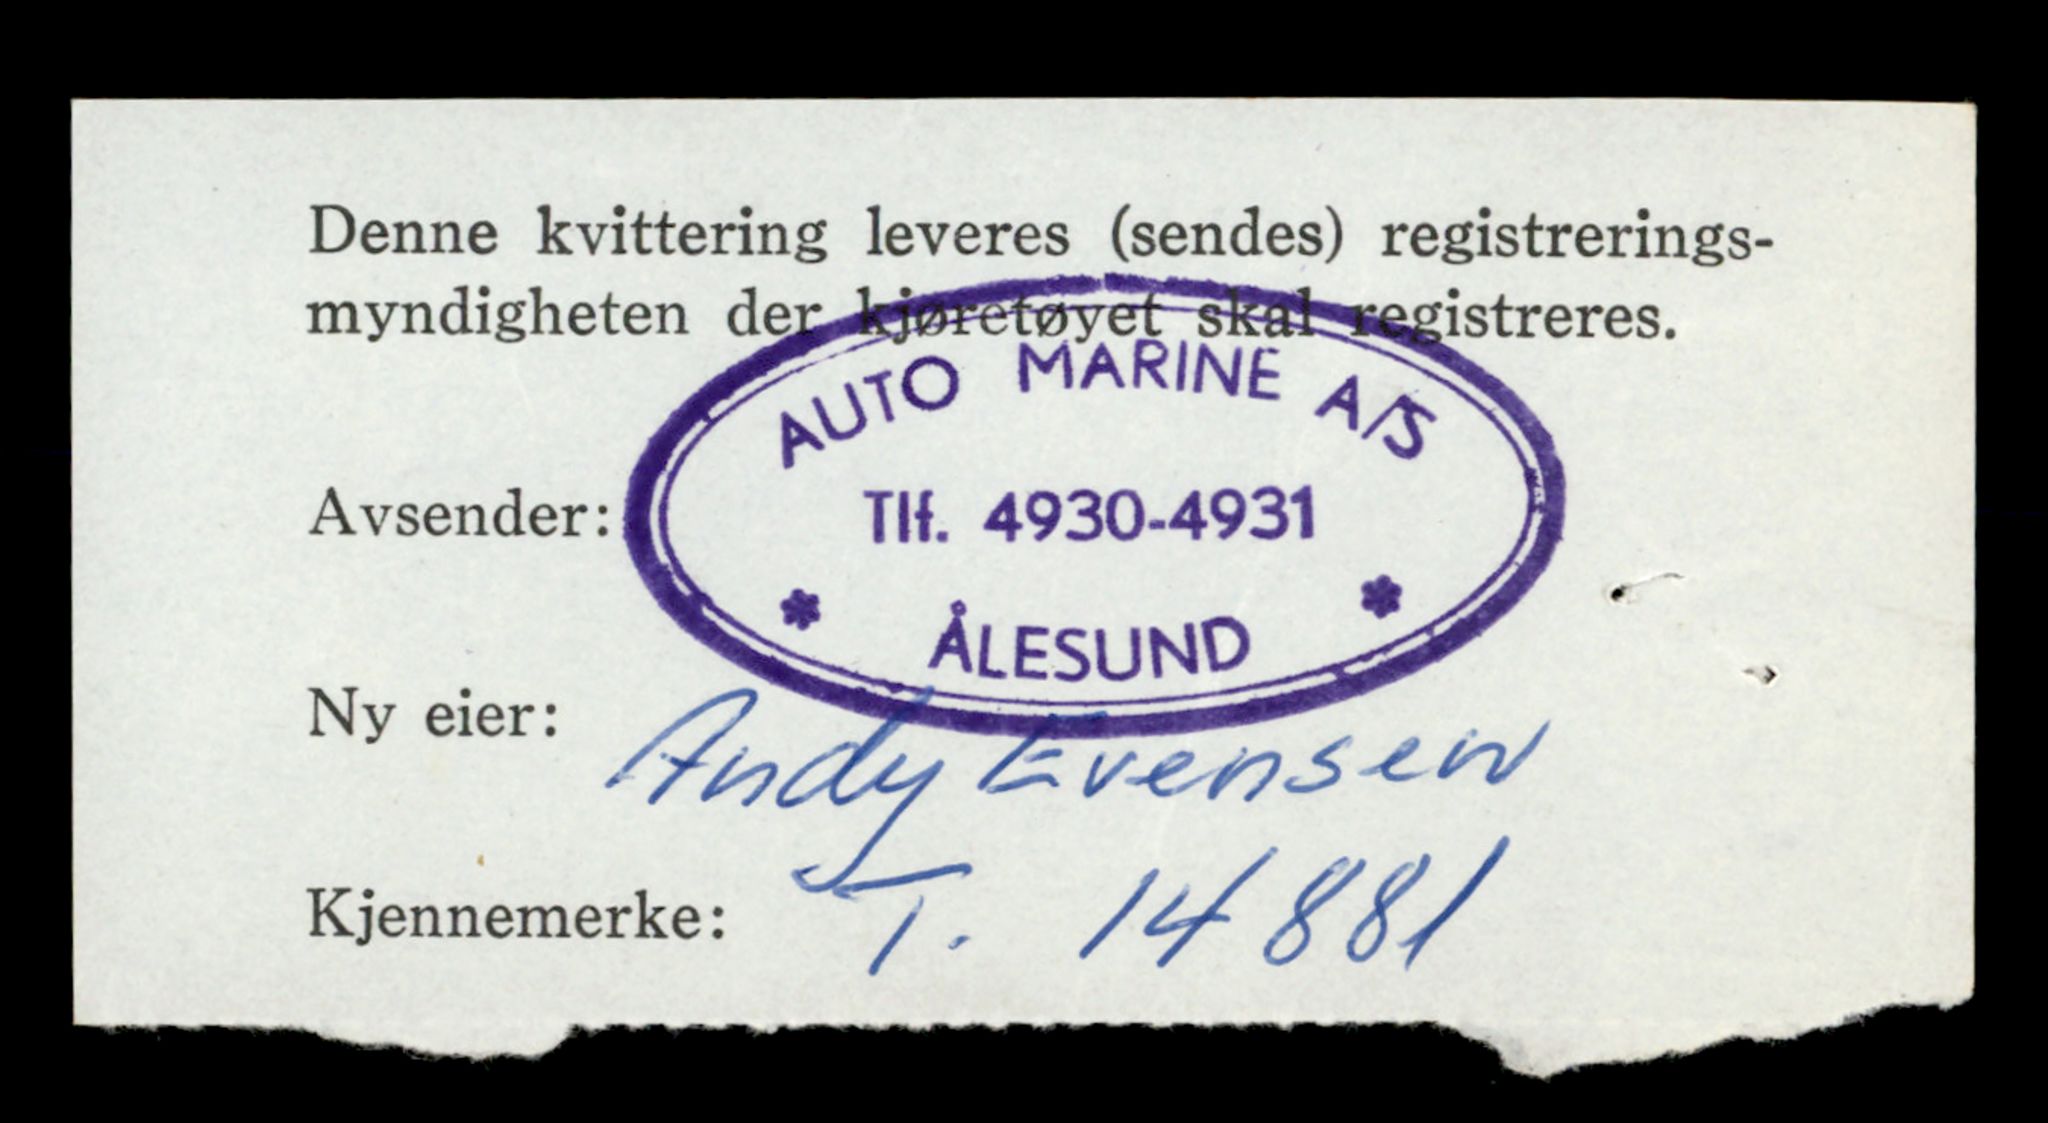 Denne kvittering leveres (sendes) registrerings-
myndigheten der kjøretøyet skal registreres.
AUTO MARINE A/S
Avsender: Tlf. 4930-4931
ÅLESUND
Ny eier: Andy Evensen
Kjennemerke: T. 14881